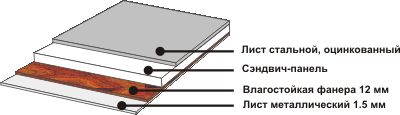 Лист стальной, оцинкованный
Сэндвич-панель
Влагостойкая фанера 12 мм
Лист металлический 1.5 мм